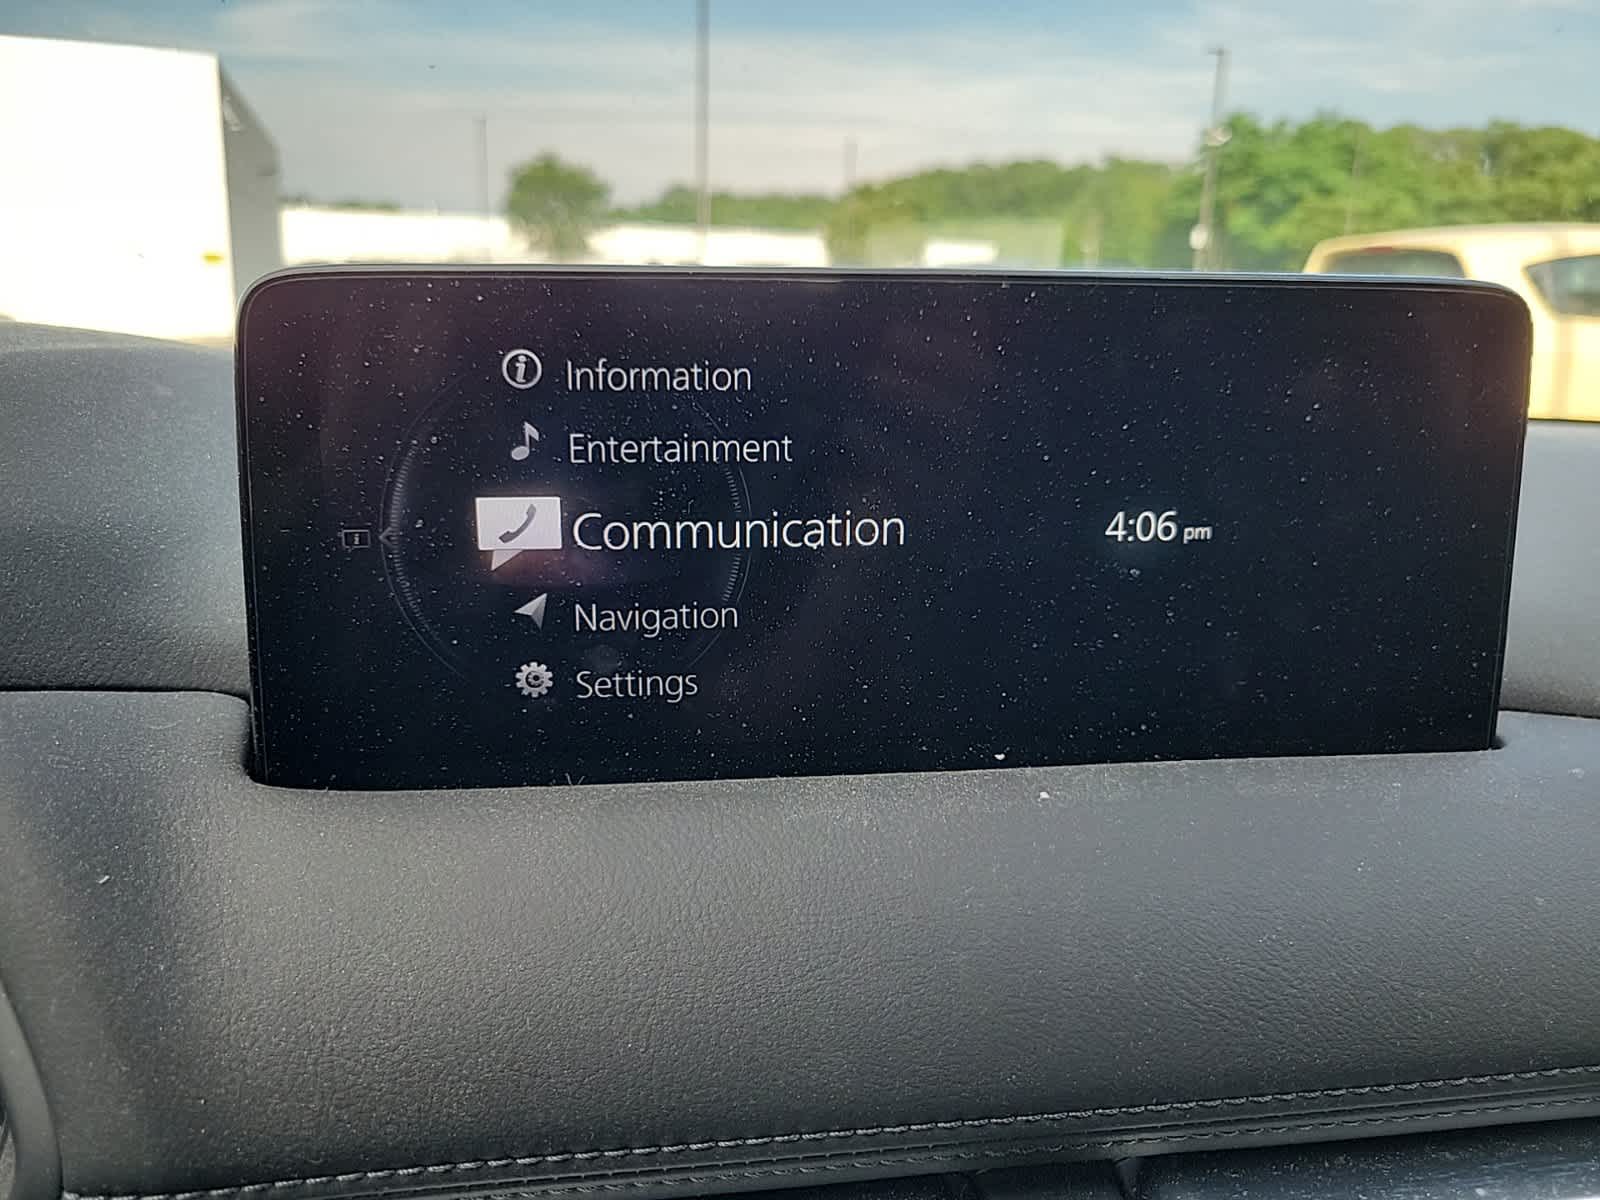 Information
Entertainment
Communication
4:06 pm
Navigation
Settings